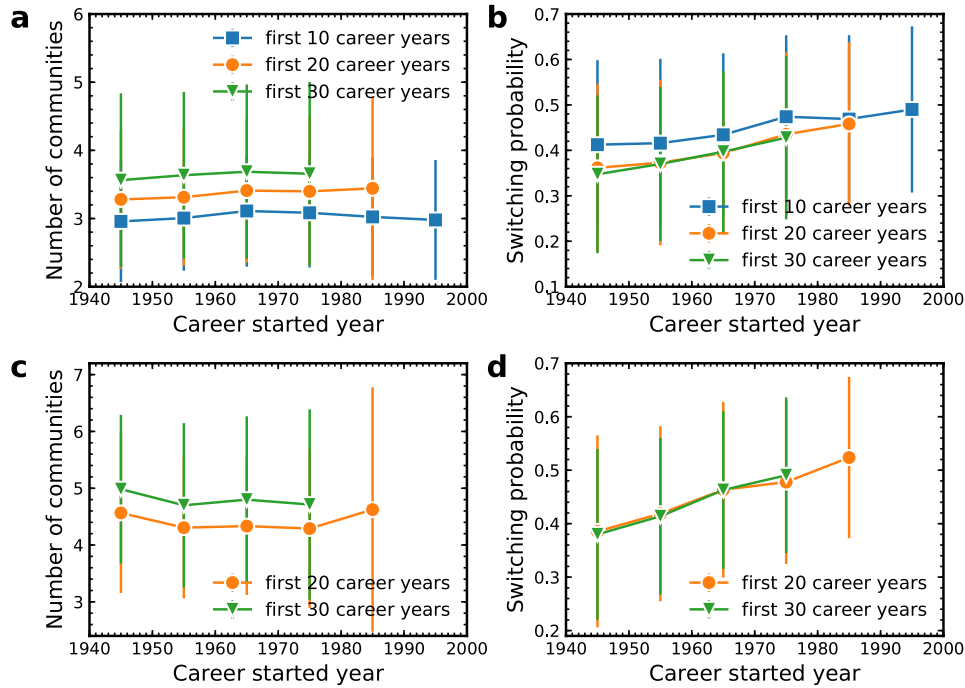 a
Number of communities
6
5
4
3
2
first 10 career years
first 20 career years
first 30 career years
1940 1950 1960 1970 1980 1990 2000
Career started year
b
Switching probability
0.7
0.6
0.5
0.4
0.3
0.2
0.1
first 10 career years
first 20 career years
first 30 career years
1940 1950 1960 1970 1980 1990 2000
Career started year
c
Number of communities
7
6
5
4
3
first 20 career years
first 30 career years
1940 1950 1960 1970 1980 1990 2000
Career started year
d
Switching probability
0.7
0.6
0.5
0.4
0.3
0.2
first 20 career years
first 30 career years
1940 1950 1960 1970 1980 1990 2000
Career started year